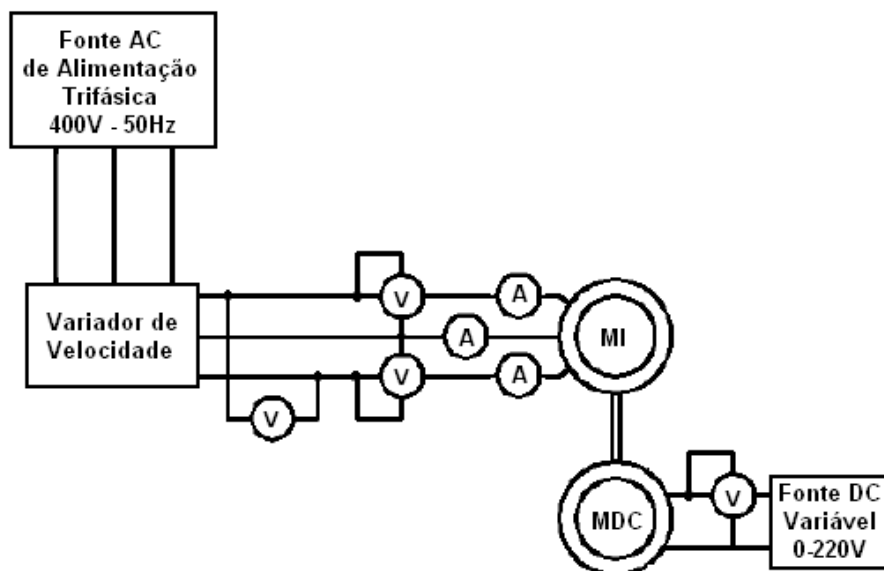 Fonte AC
de Alimentação
Trifásica
400V - 50Hz
Variador de
Velocidade
V
A
A
V
A
V
MI
MDC
V
Fonte DC
Variável
0-220V